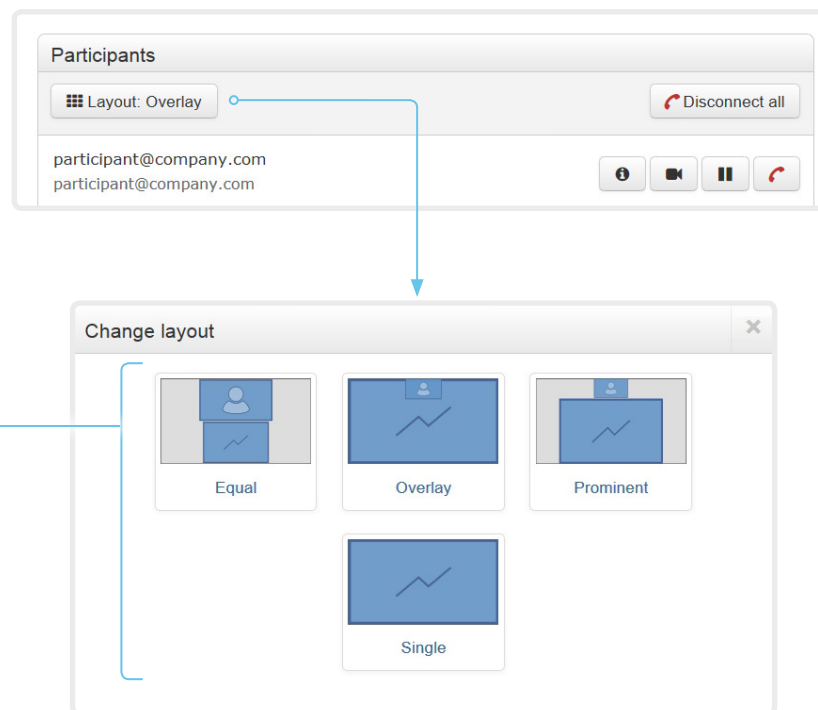 Participants
Layout: Overlay
Disconnect all
participant@company.com
participant@company.com
Change layout
Equal
Overlay
Prominent
Single